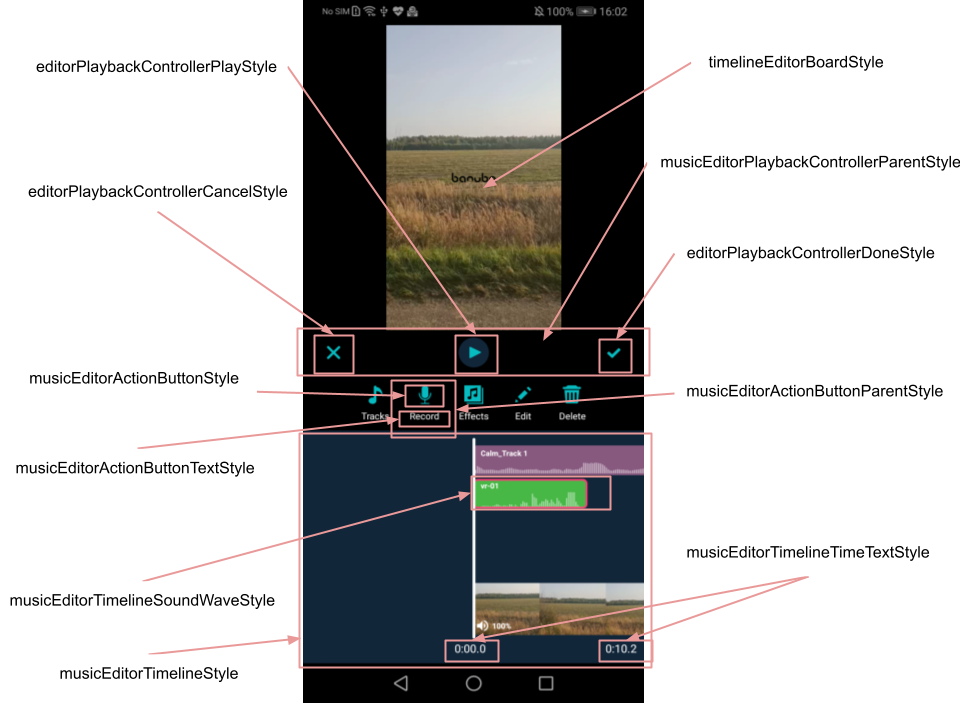 No SIM 100% 16:02
editorPlaybackControllerPlayStyle
timelineEditorBoardStyle
musicEditorPlaybackControllerParentStyle
banuba
editorPlaybackControllerCancelStyle
editorPlaybackControllerDoneStyle
musicEditorActionButtonStyle
musicEditorActionButtonParentStyle
Tracks Record Effects Edit Delete
musicEditorActionButtonTextStyle
Calm_Track 1
vr-01
musicEditorTimelineTimeTextStyle
musicEditorTimelineSoundWaveStyle
100%
0:00.0 0:10.2
musicEditorTimelineStyle